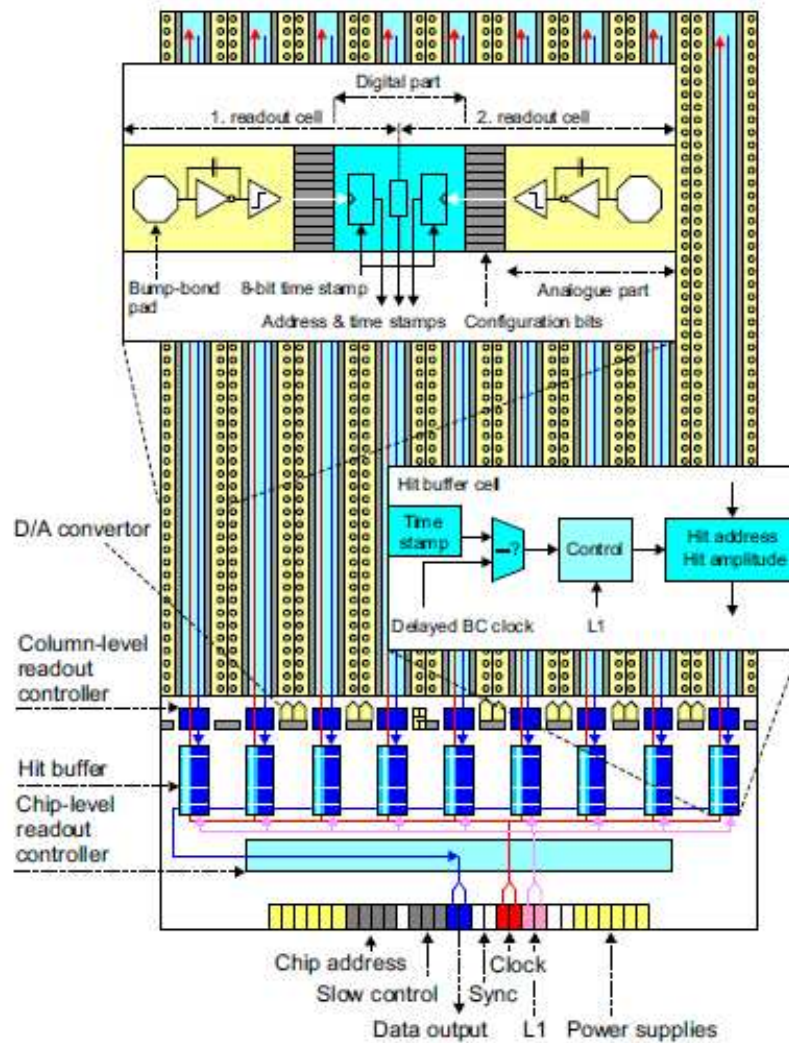 Digital part
1. readout cell
2. readout cell
Bump-bond
pad
8-bit time stamp
Analogue part
Address & time stamps
Configuration bits
Hit buffer cell
D/A convertor
Time
stamp
=?
Control
Hit address
Hit amplitude
Delayed BC clock
L1
Column-level
readout
controller
Hit buffer
Chip-level
readout
controller
Chip address
Clock
Slow control
Sync
Data output
L1
Power supplies